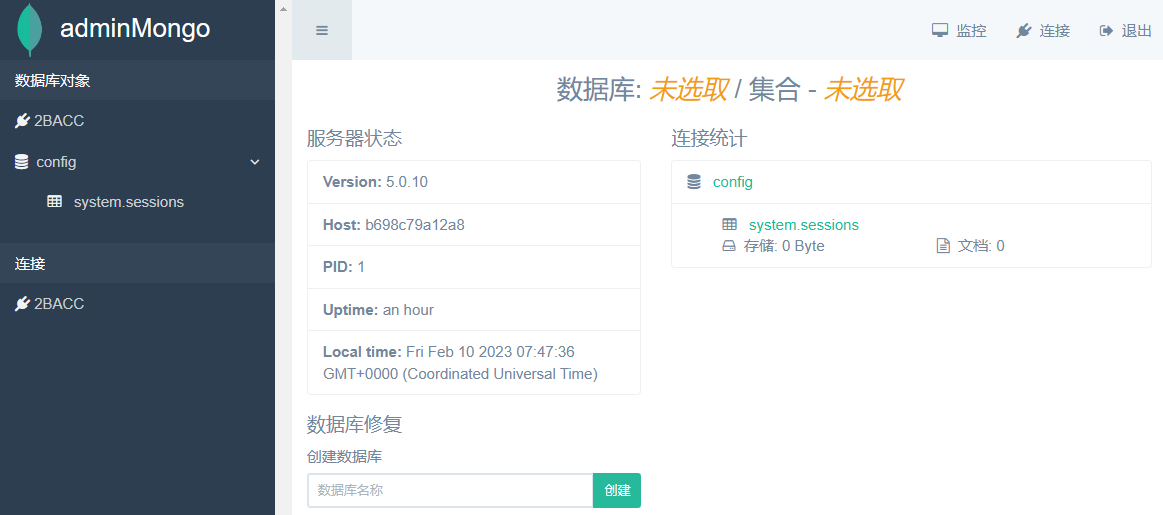 adminMongo
数据库对象
2BACC
config
system.sessions
连接
2BACC
监控 连接 退出
数据库: 未选取 / 集合 - 未选取
服务器状态
Version: 5.0.10
Host: b698c79a12a8
PID: 1
Uptime: an hour
Local time: Fri Feb 10 2023 07:47:36
GMT+0000 (Coordinated Universal Time)
数据库修复
创建数据库
数据库名称 创建
连接统计
config
system.sessions
存储: 0 Byte 文档: 0